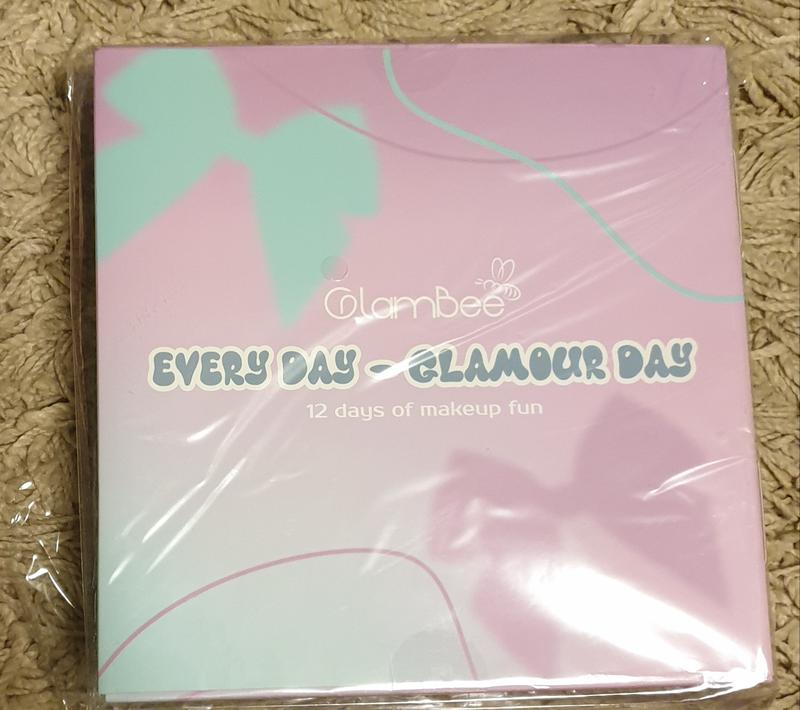 GlamBee
EVERY DAY - GLAMOUR DAY
12 days of makeup fun